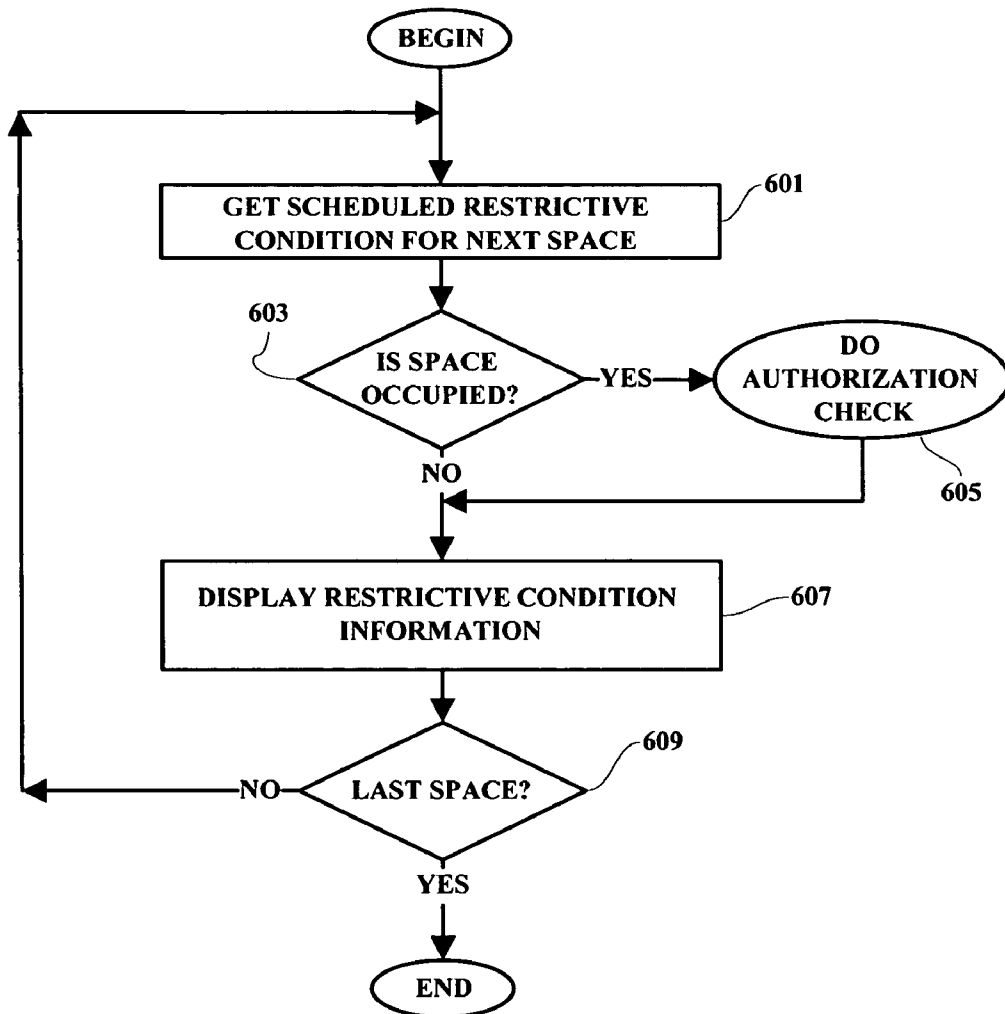 BEGIN
601
GET SCHEDULED RESTRICTIVE
CONDITION FOR NEXT SPACE
603
IS SPACE
OCCUPIED?
YES
DO
AUTHORIZATION
CHECK
605
NO
DISPLAY RESTRICTIVE CONDITION
INFORMATION
607
609
LAST SPACE?
NO
YES
END